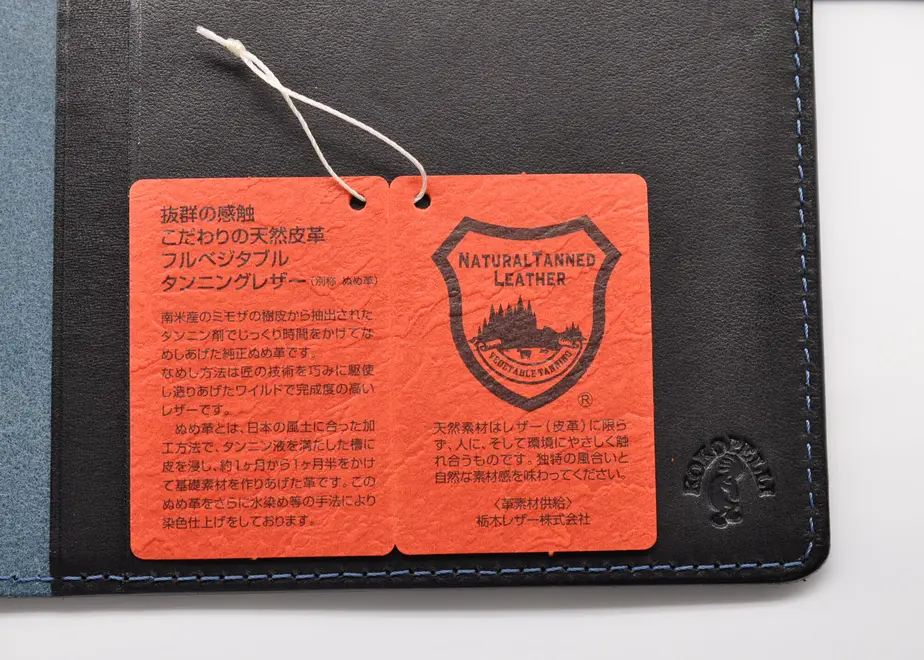 抜群の感触
こだわりの天然皮革
フルベジタブル
タンニングレザー(別称 ぬめ革)
南米産のミモザの樹皮から抽出された
タンニン剤でじっくり時間をかけてな
めしあげた純正ぬめ革です。
なめし方法は匠の技術を巧みに駆使
し造りあげたワイルドで完成度の高い
レザーです。
ぬめ革とは、日本の風土に合った加
工方法で、タンニン液を満たした槽に
皮を浸し、約1ヶ月から1ヶ月半をかけ
て基礎素材を作りあげた革です。この
ぬめ革をさらに水染め等の手法により
染色仕上げをしております。
NATURAL TANNED
LEATHER
VEGETABLE TANNING
®
天然素材はレザー(皮革)に限ら
ず、人に、そして環境にやさしく触
れ合うものです。独特の風合いと
自然な素材感を味わってください。
〈革素材供給〉
栃木レザー株式会社
KOKOPELLI